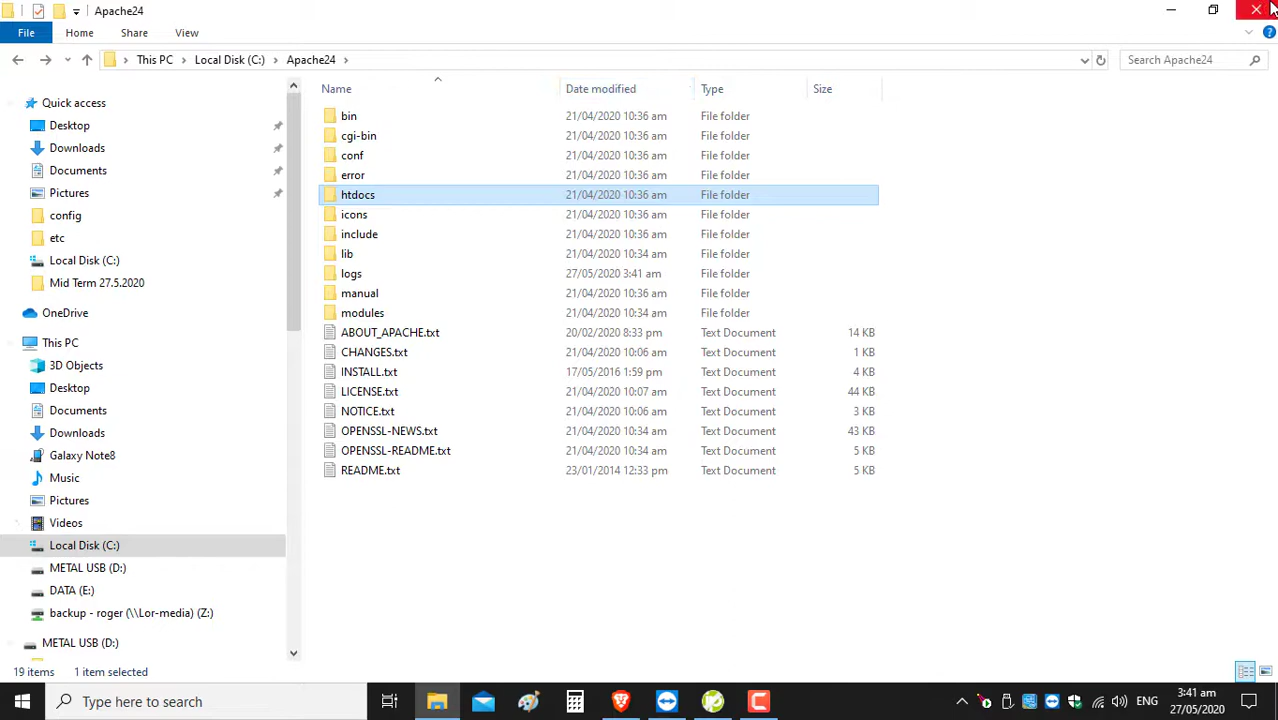 Apache24
File Home Share View
This PC Local Disk (C:) Apache24 Search Apache24
Name Date modified Type Size
Quick access
Desktop
Downloads
Documents
Pictures
config
etc
Local Disk (C:)
Mid Term 27.5.2020
OneDrive
This PC
3D Objects
Desktop
Documents
Downloads
Galaxy Note8
Music
Pictures
Videos
Local Disk (C:)
METAL USB (D:)
DATA (E:)
backup - roger (\\Lor-media) (Z:)
METAL USB (D:)
bin 21/04/2020 10:36 am File folder
cgi-bin 21/04/2020 10:36 am File folder
conf 21/04/2020 10:36 am File folder
error 21/04/2020 10:36 am File folder
htdocs 21/04/2020 10:36 am File folder
icons 21/04/2020 10:36 am File folder
include 21/04/2020 10:36 am File folder
lib 21/04/2020 10:34 am File folder
logs 27/05/2020 3:41 am File folder
manual 21/04/2020 10:36 am File folder
modules 21/04/2020 10:34 am File folder
ABOUT_APACHE.txt 20/02/2020 8:33 pm Text Document 14 KB
CHANGES.txt 21/04/2020 10:06 am Text Document 1 KB
INSTALL.txt 17/05/2016 1:59 pm Text Document 4 KB
LICENSE.txt 21/04/2020 10:07 am Text Document 44 KB
NOTICE.txt 21/04/2020 10:06 am Text Document 3 KB
OPENSSL-NEWS.txt 21/04/2020 10:34 am Text Document 43 KB
OPENSSL-README.txt 21/04/2020 10:34 am Text Document 5 KB
README.txt 23/01/2014 12:33 pm Text Document 5 KB
19 items 1 item selected
Type here to search ENG 3:41 am
27/05/2020